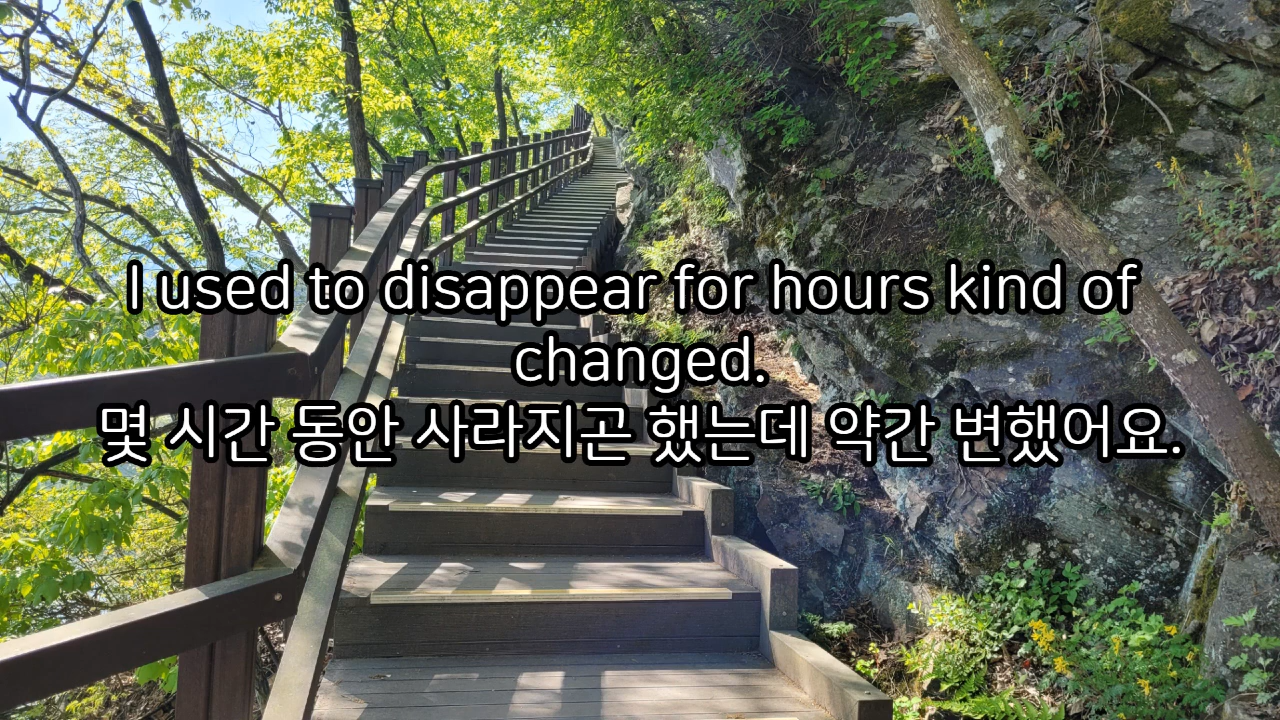 I used to disappear for hours kind of
changed.
몇 시간 동안 사라지곤 했는데 약간 변했어요.